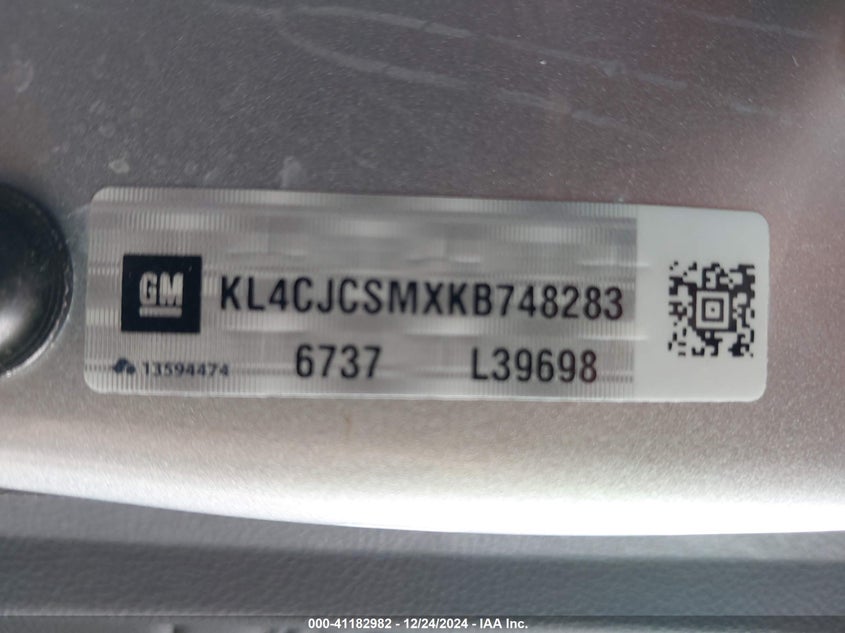 GM KL4CJCSMXKB748283
13594474 6737 L39698
000-41182982 - 12/24/2024 - IAA Inc.